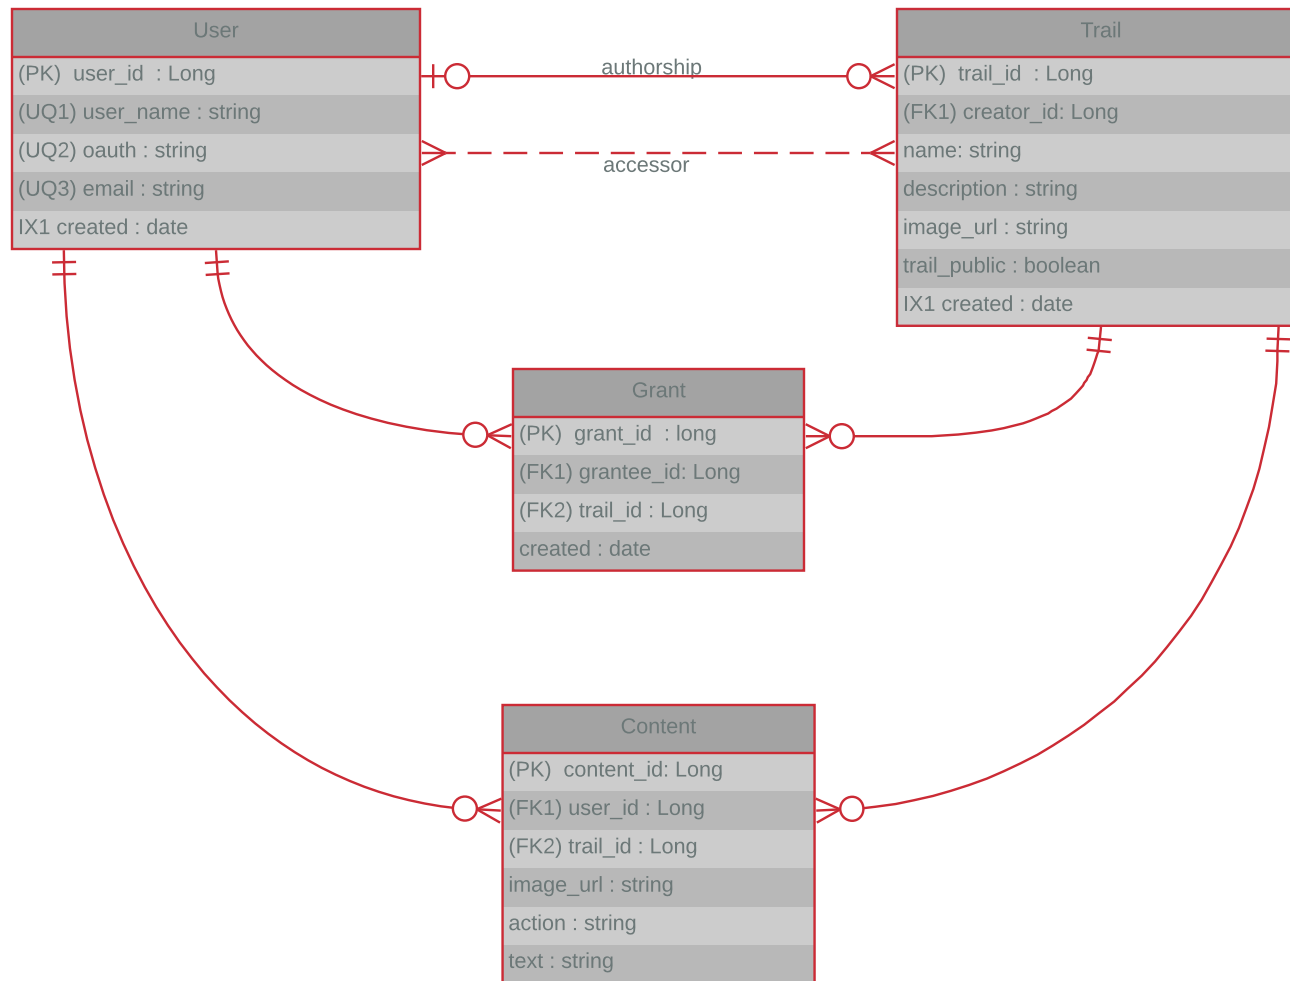 User
(PK)  user_id  : Long
(UQ1) user_name : string
(UQ2) oauth : string
(UQ3) email : string
IX1 created : date
authorship
accessor
Trail
(PK)  trail_id  : Long
(FK1) creator_id: Long
name: string
description : string
image_url : string
trail_public : boolean
IX1 created : date
Grant
(PK)  grant_id  : long
(FK1) grantee_id: Long
(FK2) trail_id : Long
created : date
Content
(PK)  content_id: Long
(FK1) user_id : Long
(FK2) trail_id : Long
image_url : string
action : string
text : string